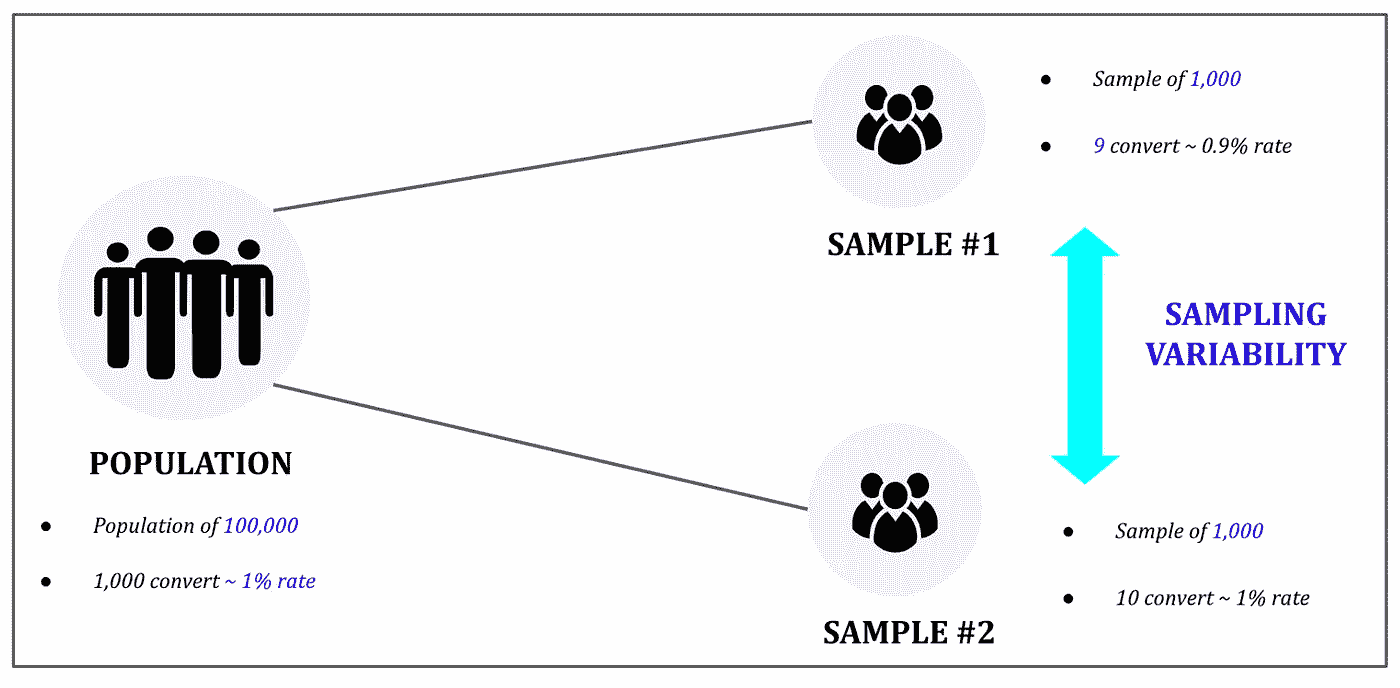 Sample of 1,000
9 convert ~ 0.9% rate
SAMPLE #1
SAMPLING
VARIABILITY
POPULATION
Population of 100,000
1,000 convert ~ 1% rate
Sample of 1,000
10 convert ~ 1% rate
SAMPLE #2